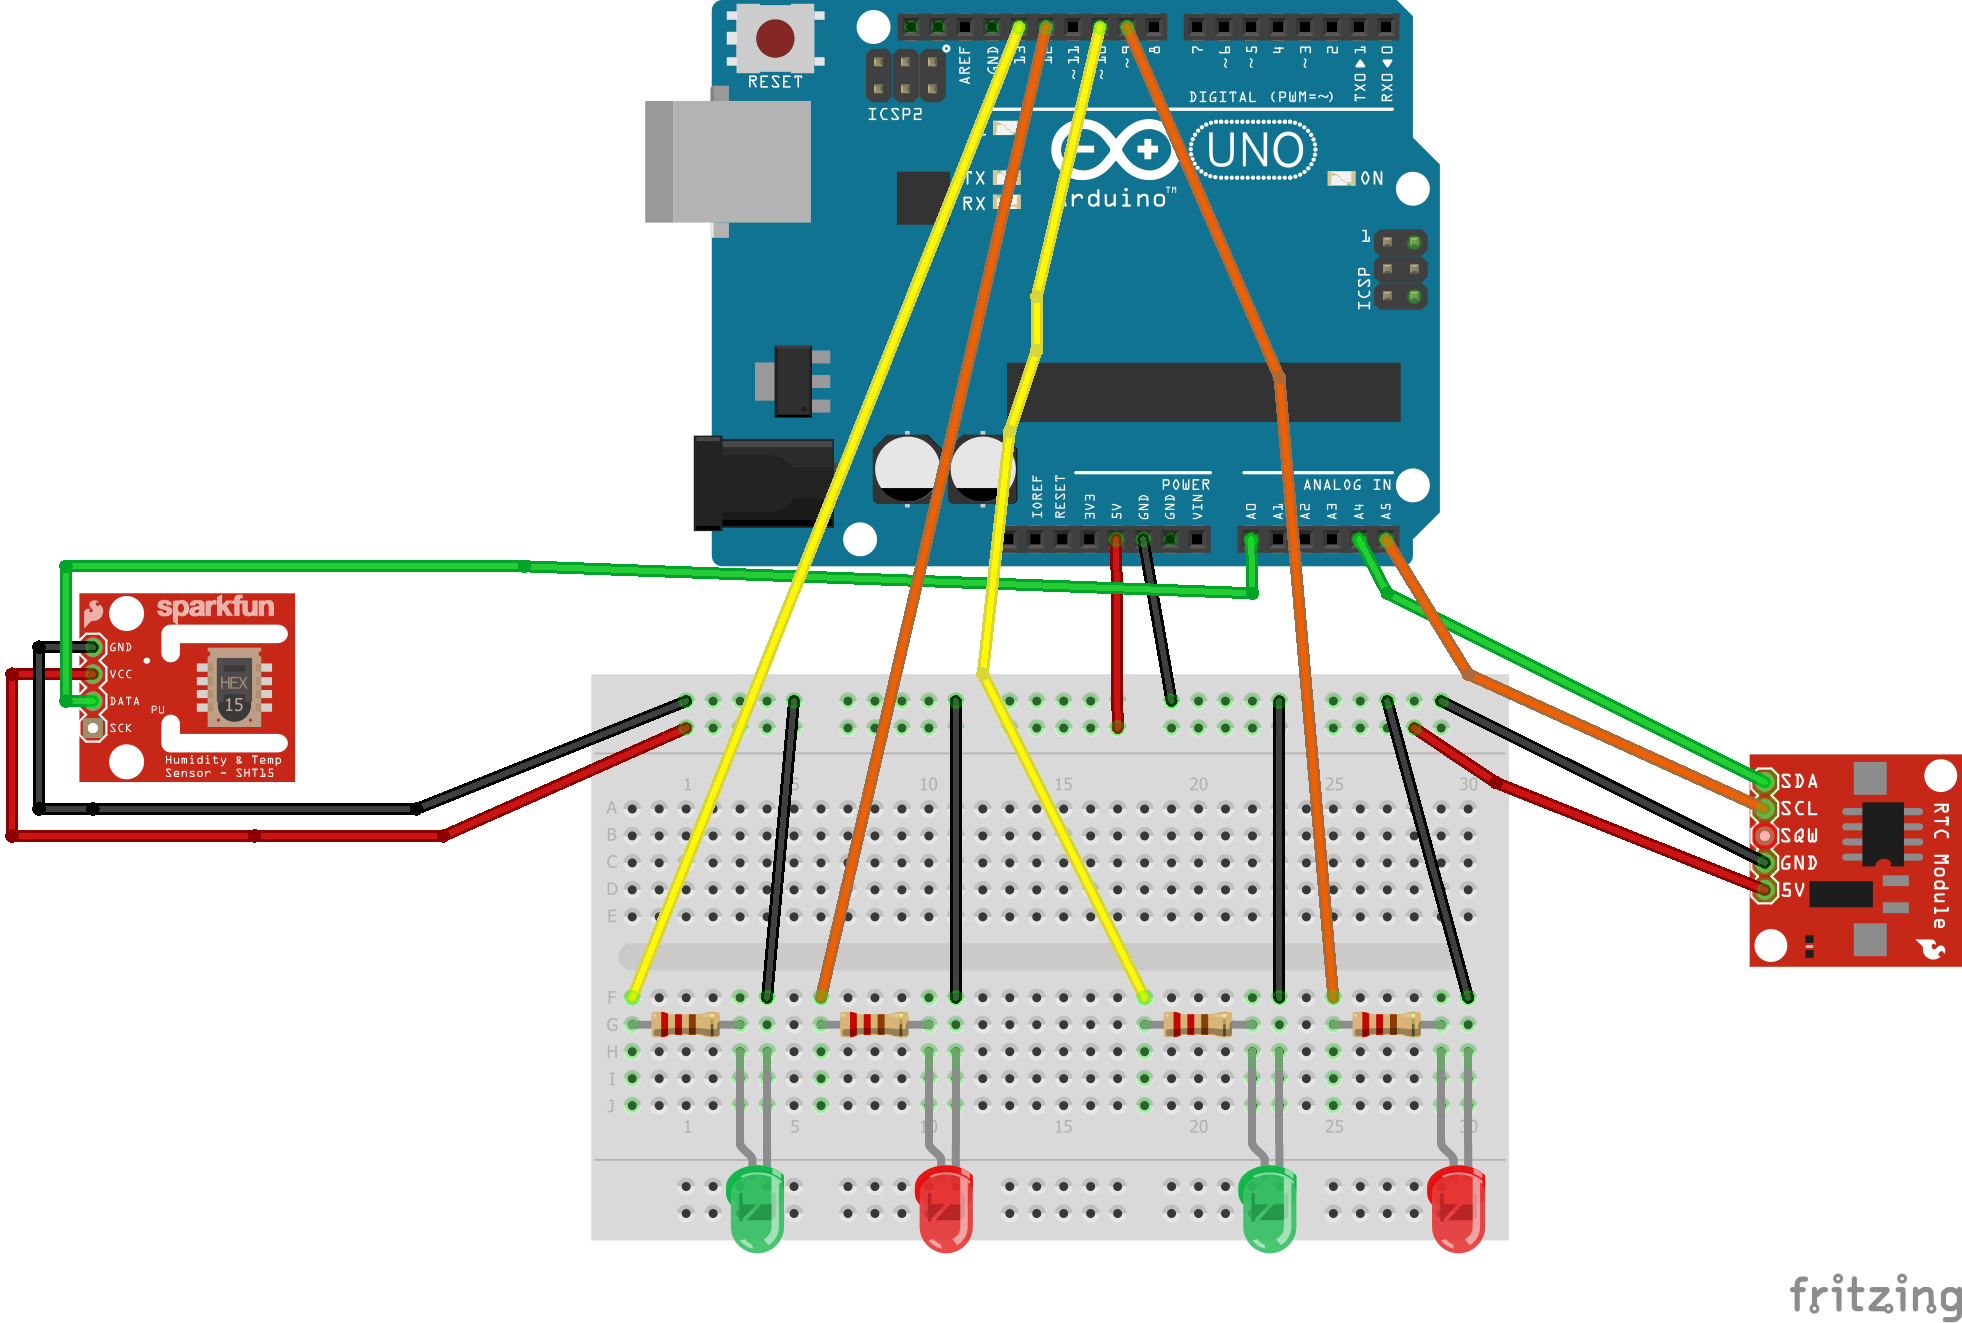 RESET
ICSP2
AREF
GND
13
12
~11
~10
~9
8
7
~6
~5
4
~3
2
TX0▶1
RX0◀0
DIGITAL (PWM=~)
TX
RX
UNO
ON
rduino™
1
ICSP
IOREF
RESET
3V3
5V
GND
GND
VIN
POWER
ANALOG IN
A0
A1
A2
A3
A4
A5
sparkfun
GND
VCC
DATA
SCK
PU
HEX
15
Humidity & Temp
Sensor - SHT15
SDA
SCL
SQW
GND
5V
RTC Module
1 5 10 15 20 25 30
A
B
C
D
E
F
G
H
I
J
1 5 10 15 20 25 30
fritzing